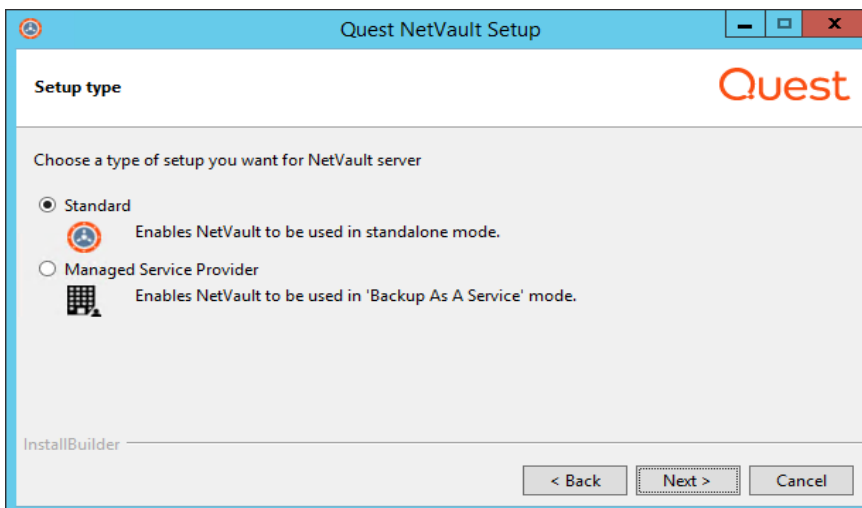 Quest NetVault Setup
Setup type
Quest
Choose a type of setup you want for NetVault server
Standard
Enables NetVault to be used in standalone mode.
Managed Service Provider
Enables NetVault to be used in 'Backup As A Service' mode.
InstallBuilder
< Back Next > Cancel